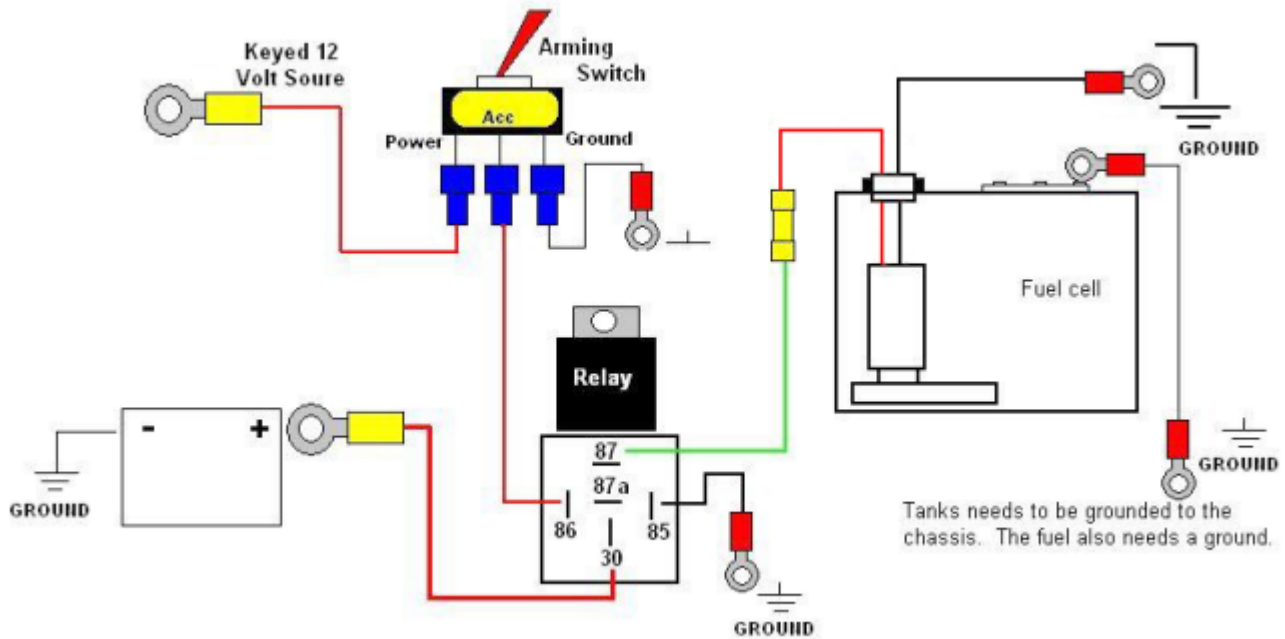 Keyed 12
Volt Soure
Arming
Switch
Acc
Power
Ground
GROUND
Fuel cell
Relay
-
+
GROUND
87
87a
86
85
30
GROUND
GROUND
Tanks needs to be grounded to the
chassis. The fuel also needs a ground.